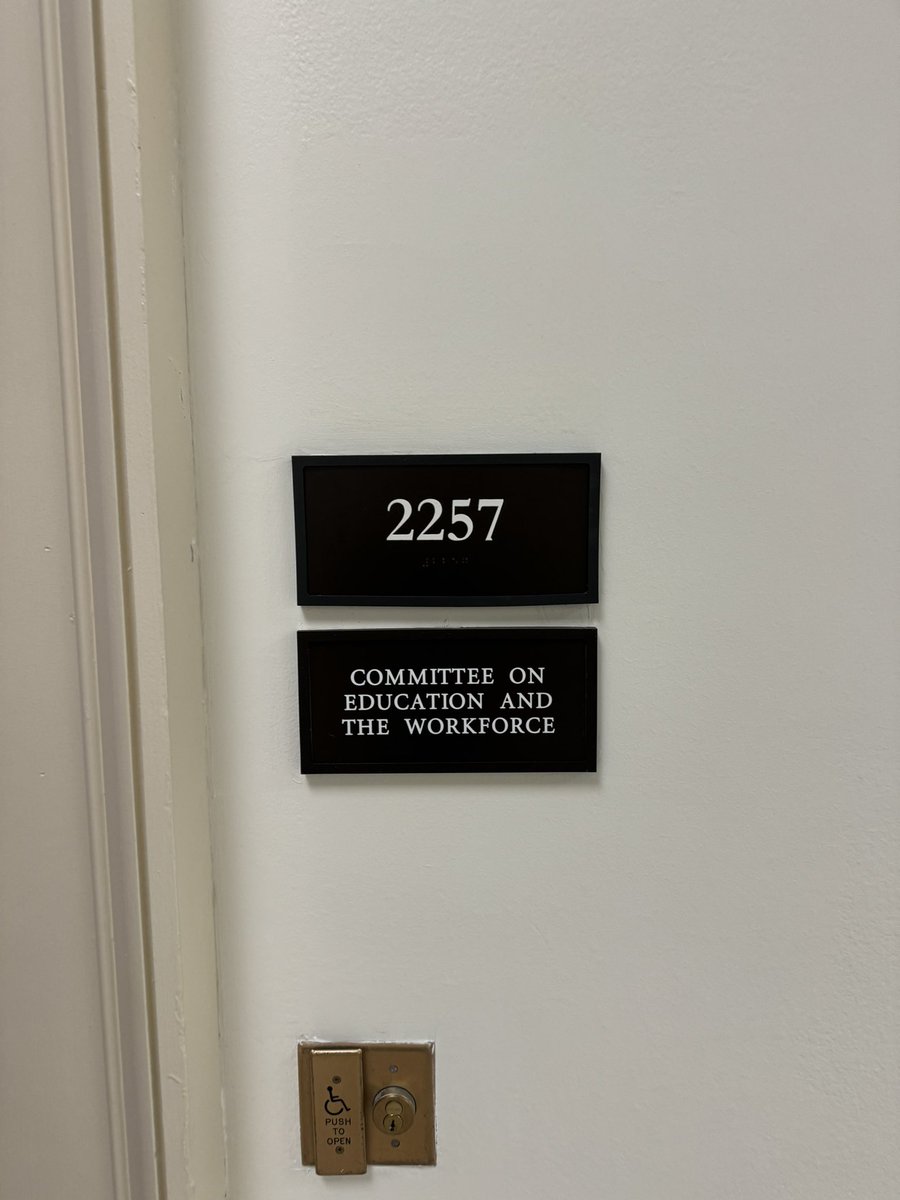 2257
COMMITTEE ON
EDUCATION AND
THE WORKFORCE
PUSH
TO
OPEN